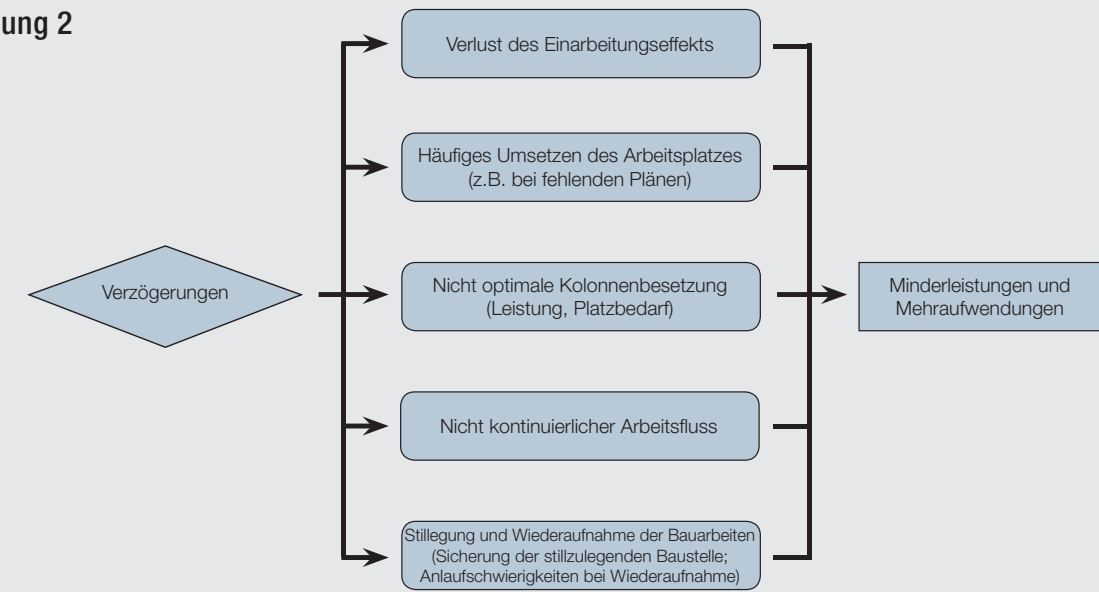 ung 2
Verlust des Einarbeitungseffekts
Häufiges Umsetzen des Arbeitsplatzes
(z.B. bei fehlenden Plänen)
Verzögerungen
Nicht optimale Kolonnenbesetzung
(Leistung, Platzbedarf)
Minderleistungen und
Mehraufwendungen
Nicht kontinuierlicher Arbeitsfluss
Stillegung und Wiederaufnahme der Bauarbeiten
(Sicherung der stillzulegenden Baustelle;
Anlaufschwierigkeiten bei Wiederaufnahme)